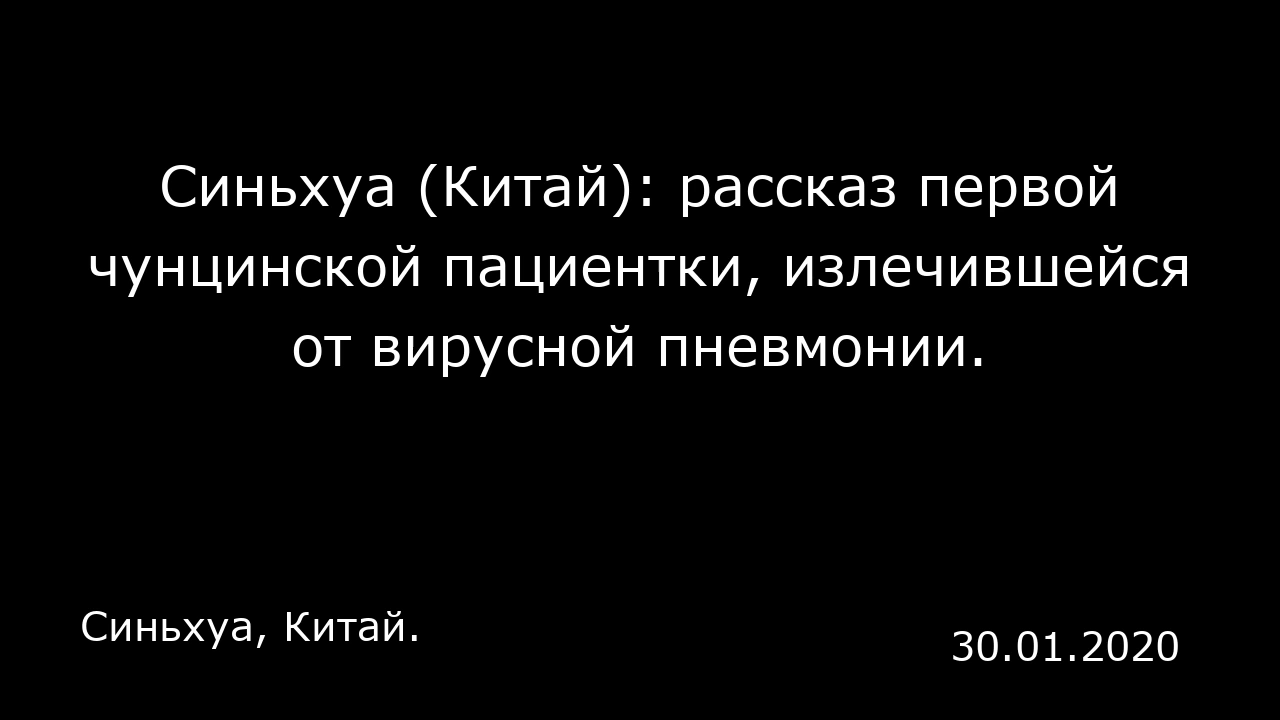 Синьхуа (Китай): рассказ первой
чунцинской пациентки, излечившейся
от вирусной пневмонии.
Синьхуа, Китай.
30.01.2020